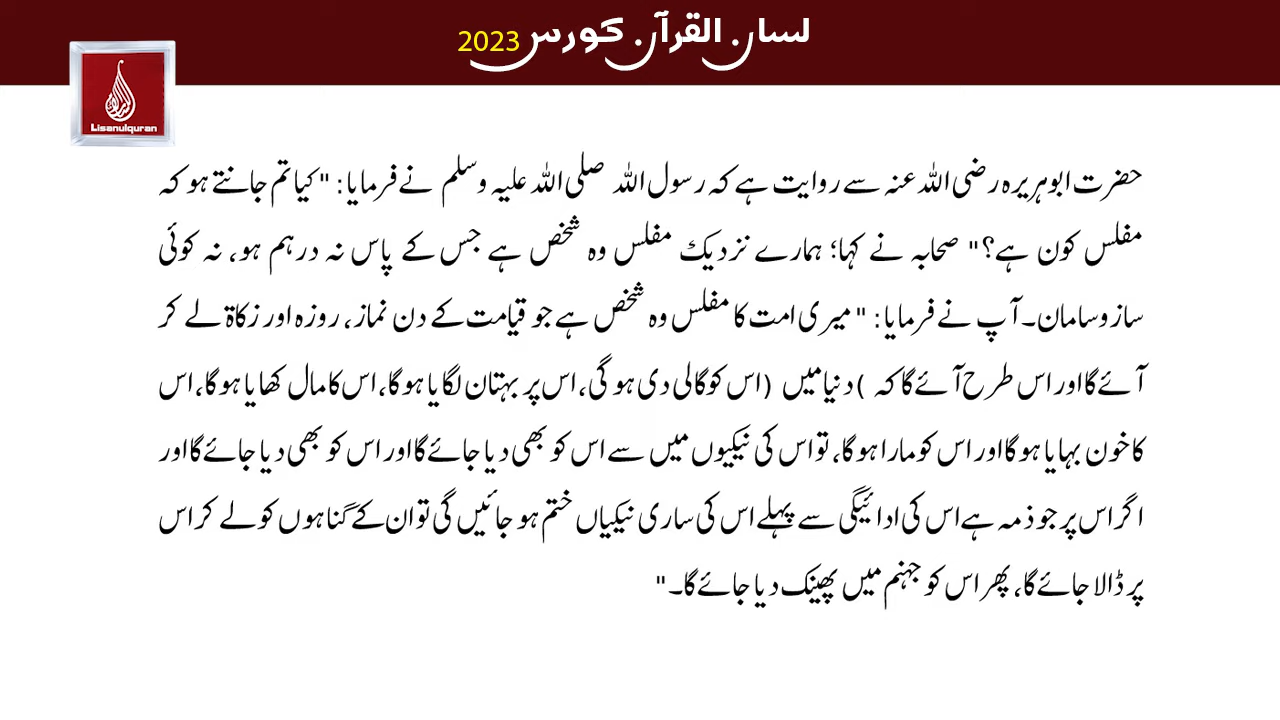 لسان القرآن کورس 2023
Lisanulquran
حضرت ابوہریرہ رضی اللہ عنہ سے روایت ہے کہ رسول اللہ صلی اللہ علیہ وسلم نے فرمایا: "کیا تم جانتے ہو کہ
مفلس کون ہے؟" صحابہ نے کہا؛ ہمارے نزدیک مفلس وہ شخص ہے جس کے پاس نہ درہم ہو، نہ کوئی
ساز و سامان۔ آپ نے فرمایا: "میری امت کا مفلس وہ شخص ہے جو قیامت کے دن نماز، روزہ اور زکاۃ لے کر
آئے گا اور اس طرح آئے گا کہ )دنیا میں (اس کو گالی دی ہو گی، اس پر بہتان لگایا ہو گا، اس کا مال کھایا ہو گا، اس
کا خون بہایا ہو گا اور اس کو مارا ہو گا، تو اس کی نیکیوں میں سے اس کو بھی دیا جائے گا اور اس کو بھی دیا جائے گا اور
اگر اس پر جو ذمہ ہے اس کی ادائیگی سے پہلے اس کی ساری نیکیاں ختم ہو جائیں گی تو ان کے گناہوں کو لے کر اس
پر ڈالا جائے گا، پھر اس کو جہنم میں پھینک دیا جائے گا۔"